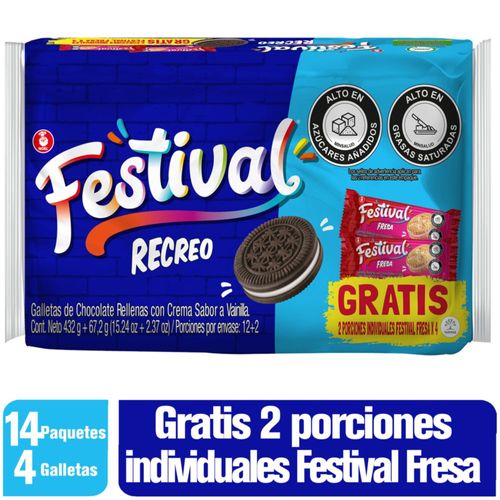 Festival
RECREO
Galletas de Chocolate Rellenas con Crema Sabor a Vainilla.
Cont. Neto 432 g + 67,2 g (15.24 oz + 2.37 oz) / Porciones por envase: 12+2
ALTO EN
AZÚCARES AÑADIDOS
MINSALUD
ALTO EN
GRASAS SATURADAS
MINSALUD
Festival
FRESA
Festival
FRESA
GRATIS
2 PORCIONES INDIVIDUALES FESTIVAL FRESA X 4
14 Paquetes
4 Galletas
Gratis 2 porciones
individuales Festival Fresa